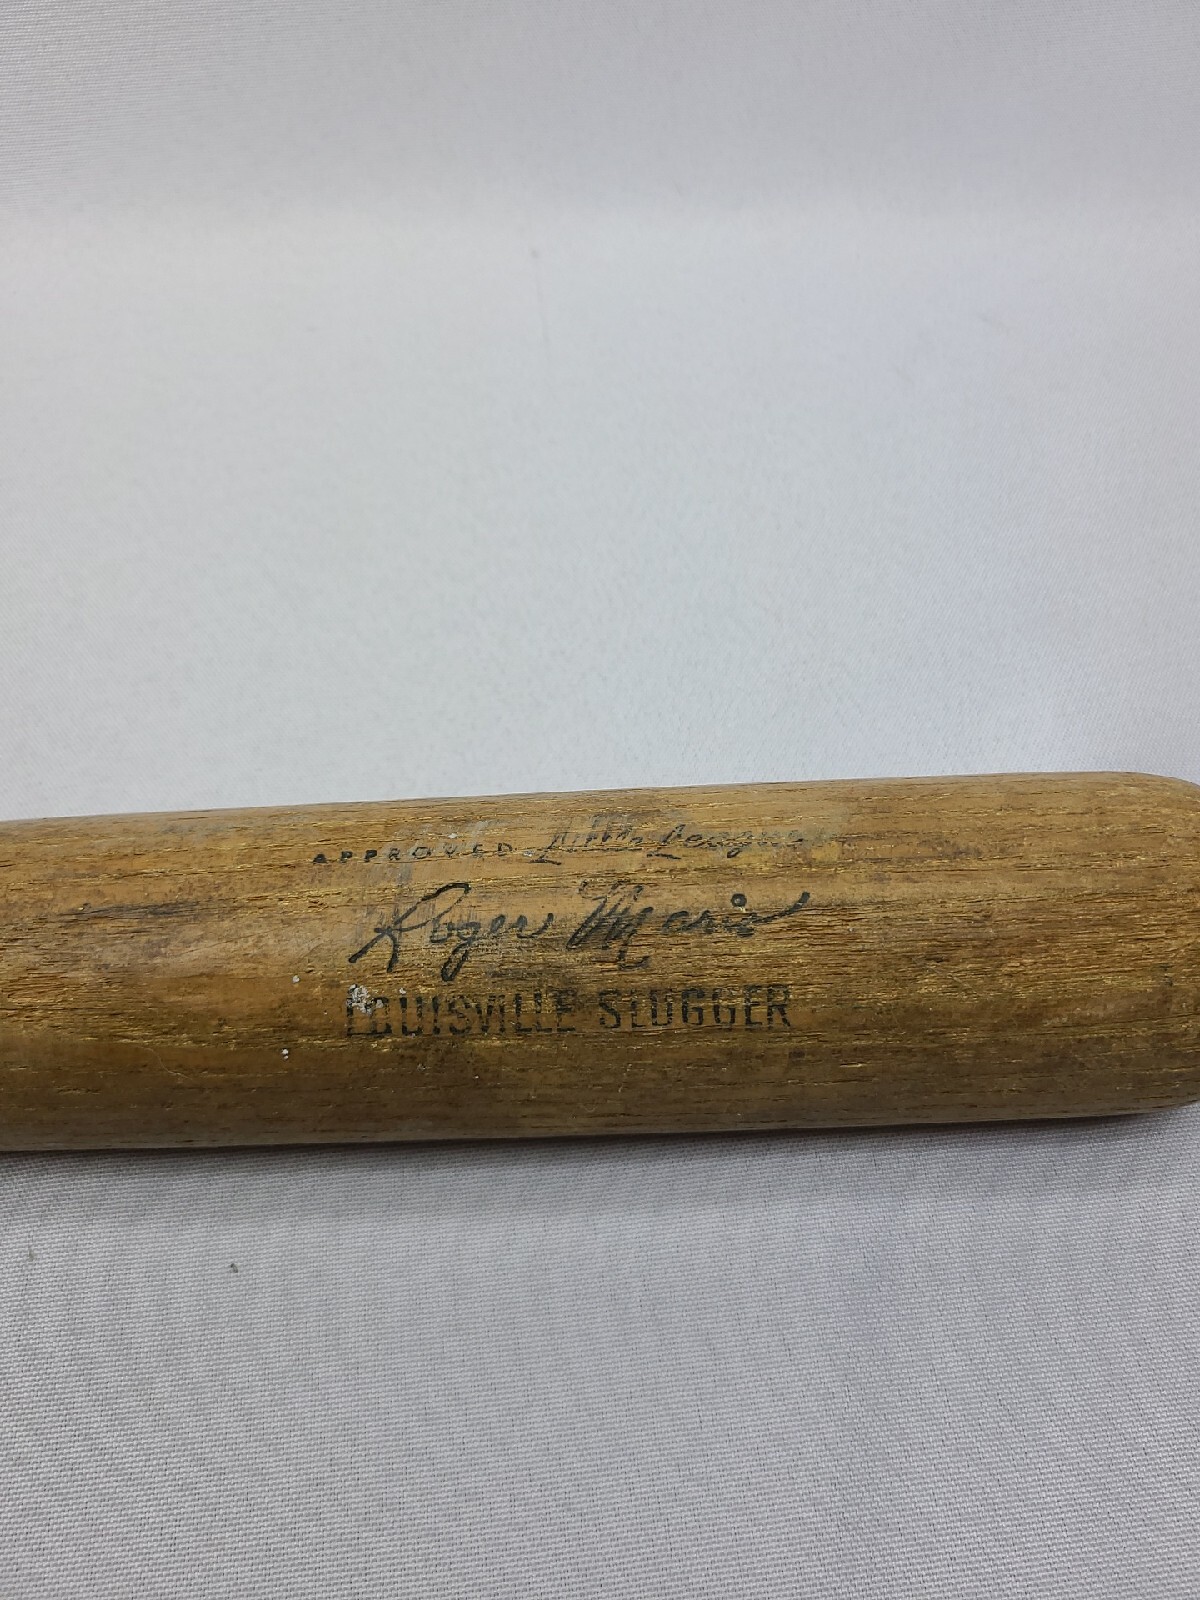 APPROVED Little League
Roger Maris
LOUISVILLE SLUGGER